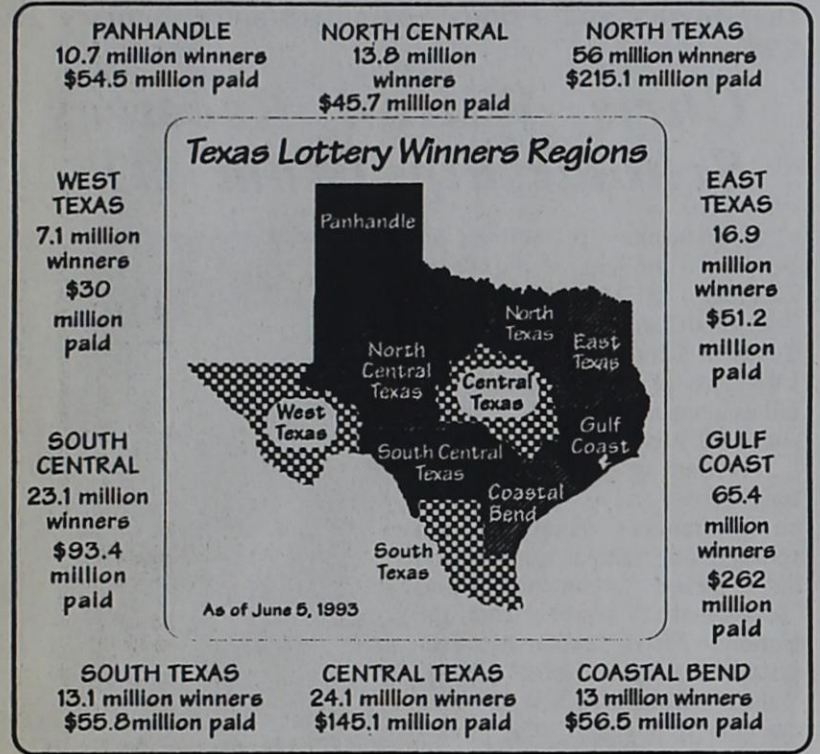 PANHANDLE
10.7 million winners
$54.5 million paid
NORTH CENTRAL
13.8 million
winners
$45.7 million paid
NORTH TEXAS
56 million winners
$215.1 million paid
Texas Lottery Winners Regions
WEST
TEXAS
7.1 million
winners
$30
million
paid
EAST
TEXAS
16.9
million
winners
$51.2
million
paid
Panhandle
North
Texas
East
Texas
North
Central
Texas
Central
Texas
West
Texas
Gulf
Coast
South Central
Texas
Coastal
Bend
South
Texas
As of June 5, 1993
SOUTH
CENTRAL
23.1 million
winners
$93.4
million
paid
GULF
COAST
65.4
million
winners
$262
million
paid
SOUTH TEXAS
13.1 million winners
$55.8million paid
CENTRAL TEXAS
24.1 million winners
$145.1 million paid
COASTAL BEND
13 million winners
$56.5 million paid